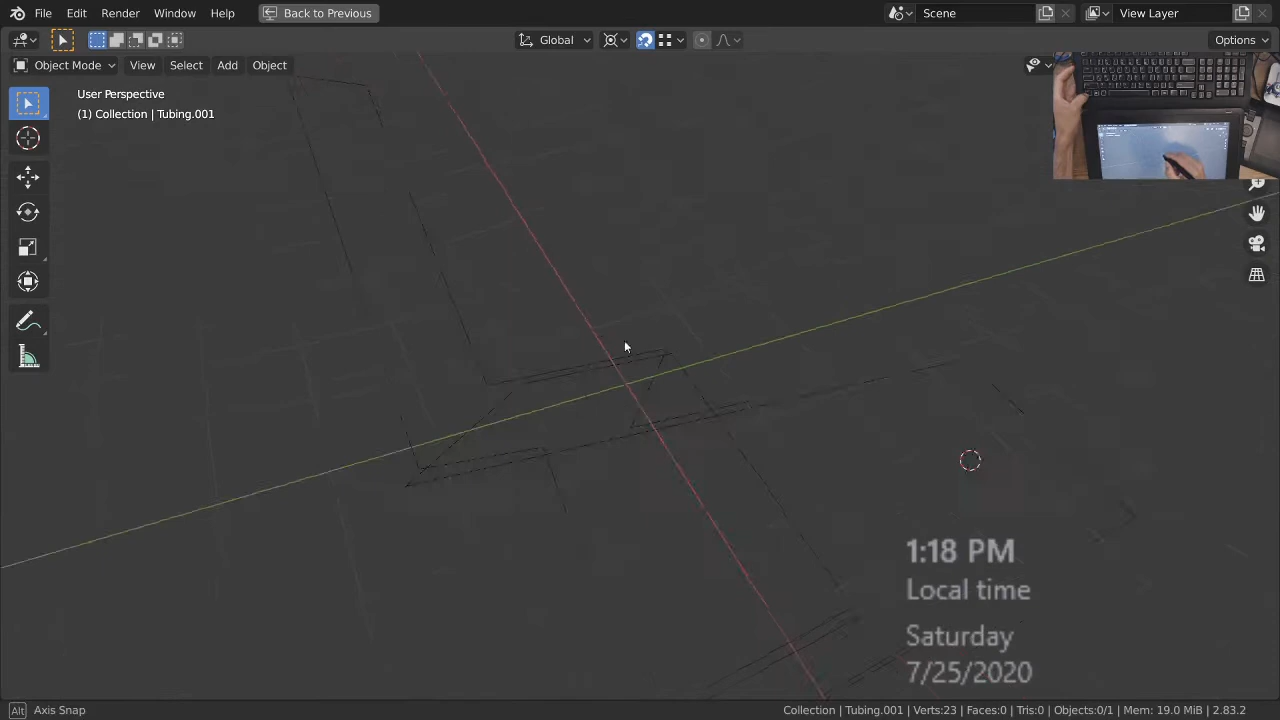 File Edit Render Window Help Back to Previous Scene View Layer
Global Options
Object Mode View Select Add Object
User Perspective
(1) Collection | Tubing.001
1:18 PM
Local time
Saturday
7/25/2020
Alt Axis Snap Collection | Tubing.001 | Verts:23 | Faces:0 | Tris:0 | Objects:0/1 | Mem: 19.0 MiB | 2.83.2